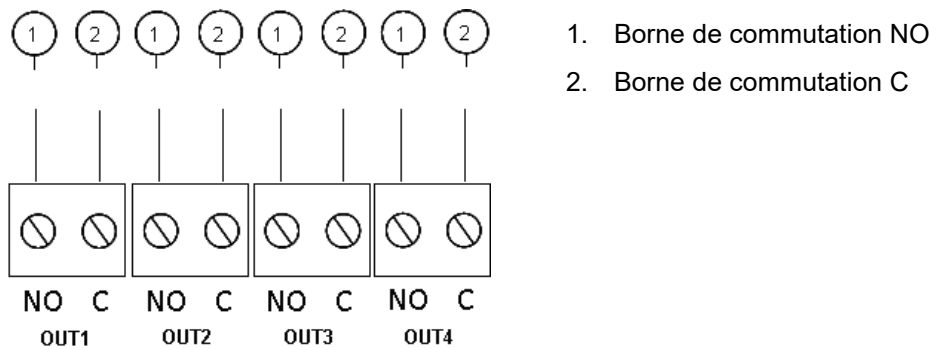 1 2 1 2 1 2 1 2
1. Borne de commutation NO
2. Borne de commutation C
NO C NO C NO C NO C
OUT1 OUT2 OUT3 OUT4